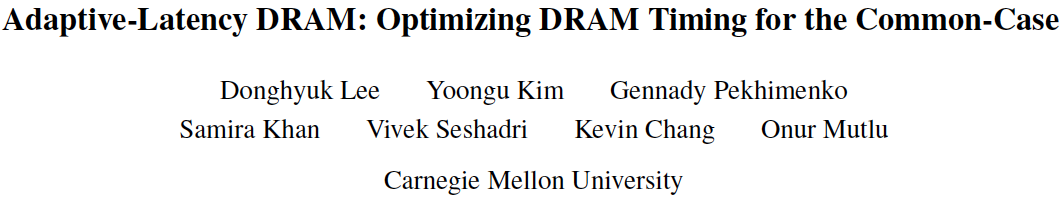 Adaptive-Latency DRAM: Optimizing DRAM Timing for the Common-Case
Donghyuk Lee Yoongu Kim Gennady Pekhimenko
Samira Khan Vivek Seshadri Kevin Chang Onur Mutlu
Carnegie Mellon University